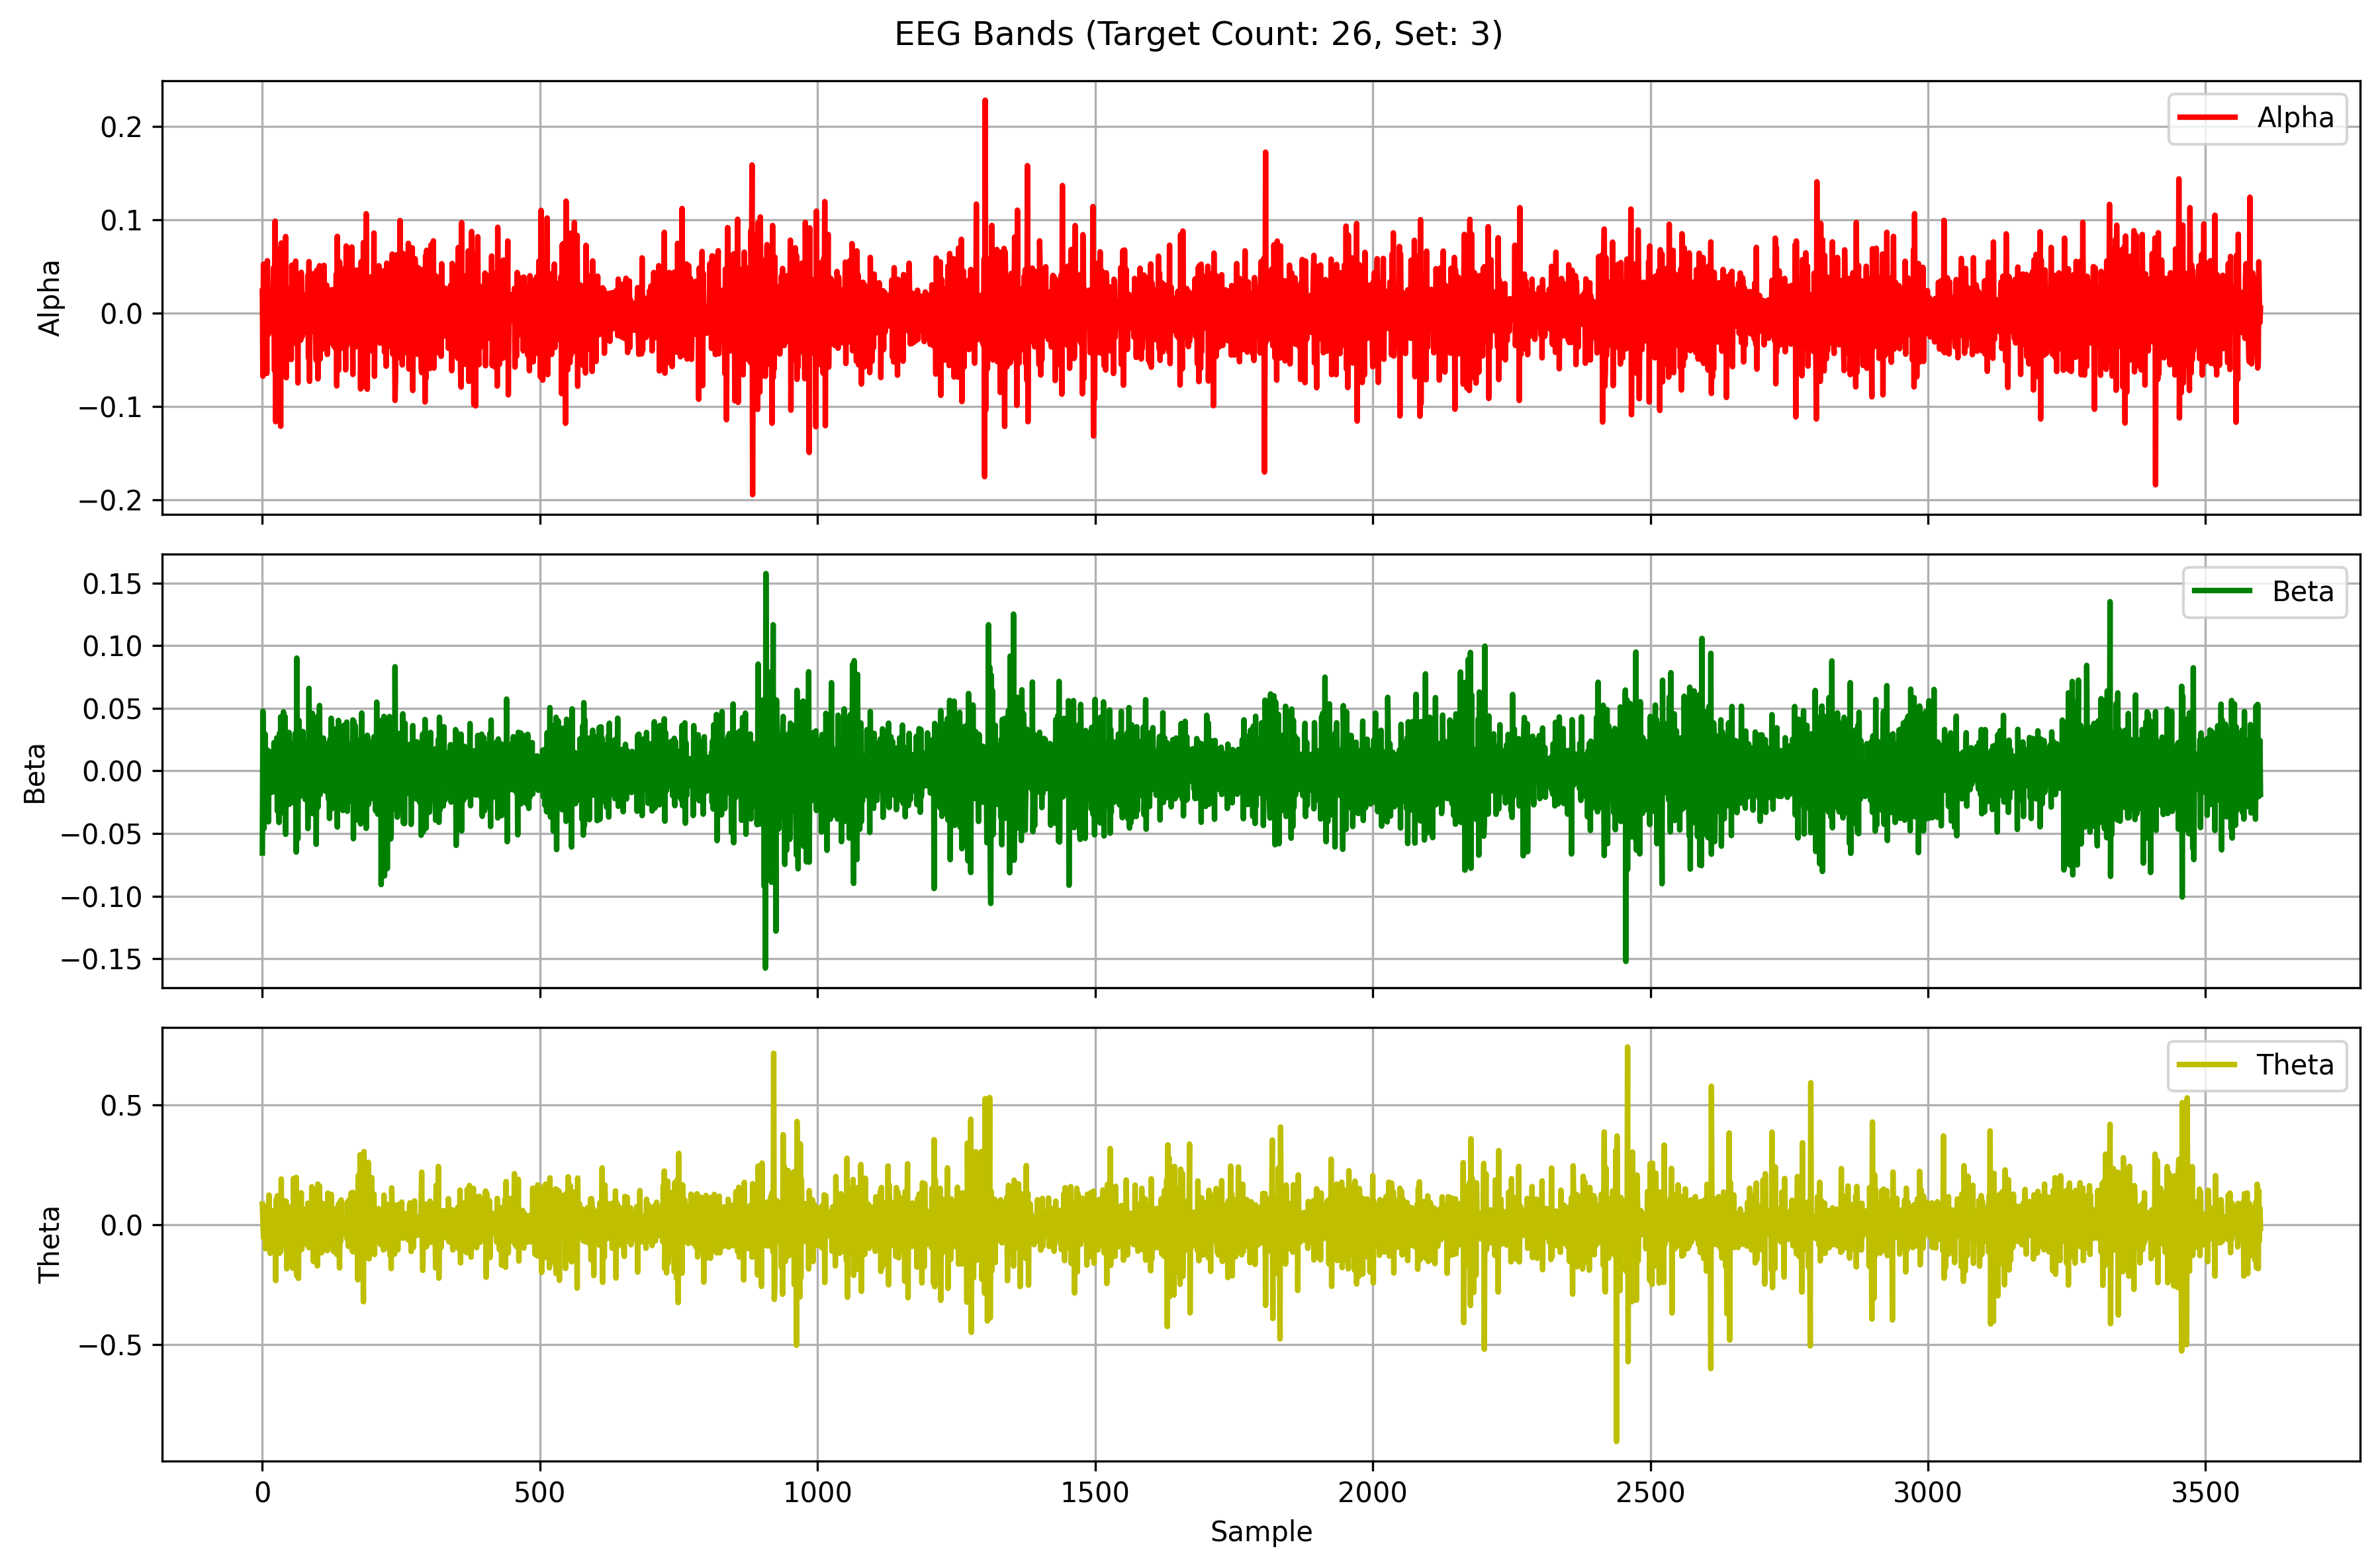 EEG Bands (Target Count: 26, Set: 3)
Alpha
0.2
0.1
0.0
−0.1
−0.2
Alpha
Beta
0.15
0.10
0.05
0.00
−0.05
−0.10
−0.15
Beta
Theta
0.5
0.0
−0.5
Theta
0 500 1000 1500 2000 2500 3000 3500
Sample